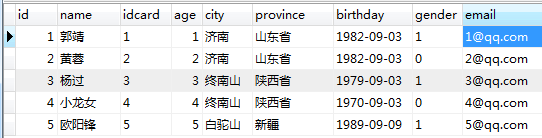 id name idcard age city province birthday gender email
1 郭靖 1 1 济南 山东省 1982-09-03 1 1@qq.com
2 黄蓉 2 2 济南 山东省 1982-09-03 0 2@qq.com
3 杨过 3 3 终南山 陕西省 1979-09-03 1 3@qq.com
4 小龙女 4 4 终南山 陕西省 1970-09-03 0 4@qq.com
5 欧阳锋 5 5 白驼山 新疆 1989-09-09 1 5@qq.com